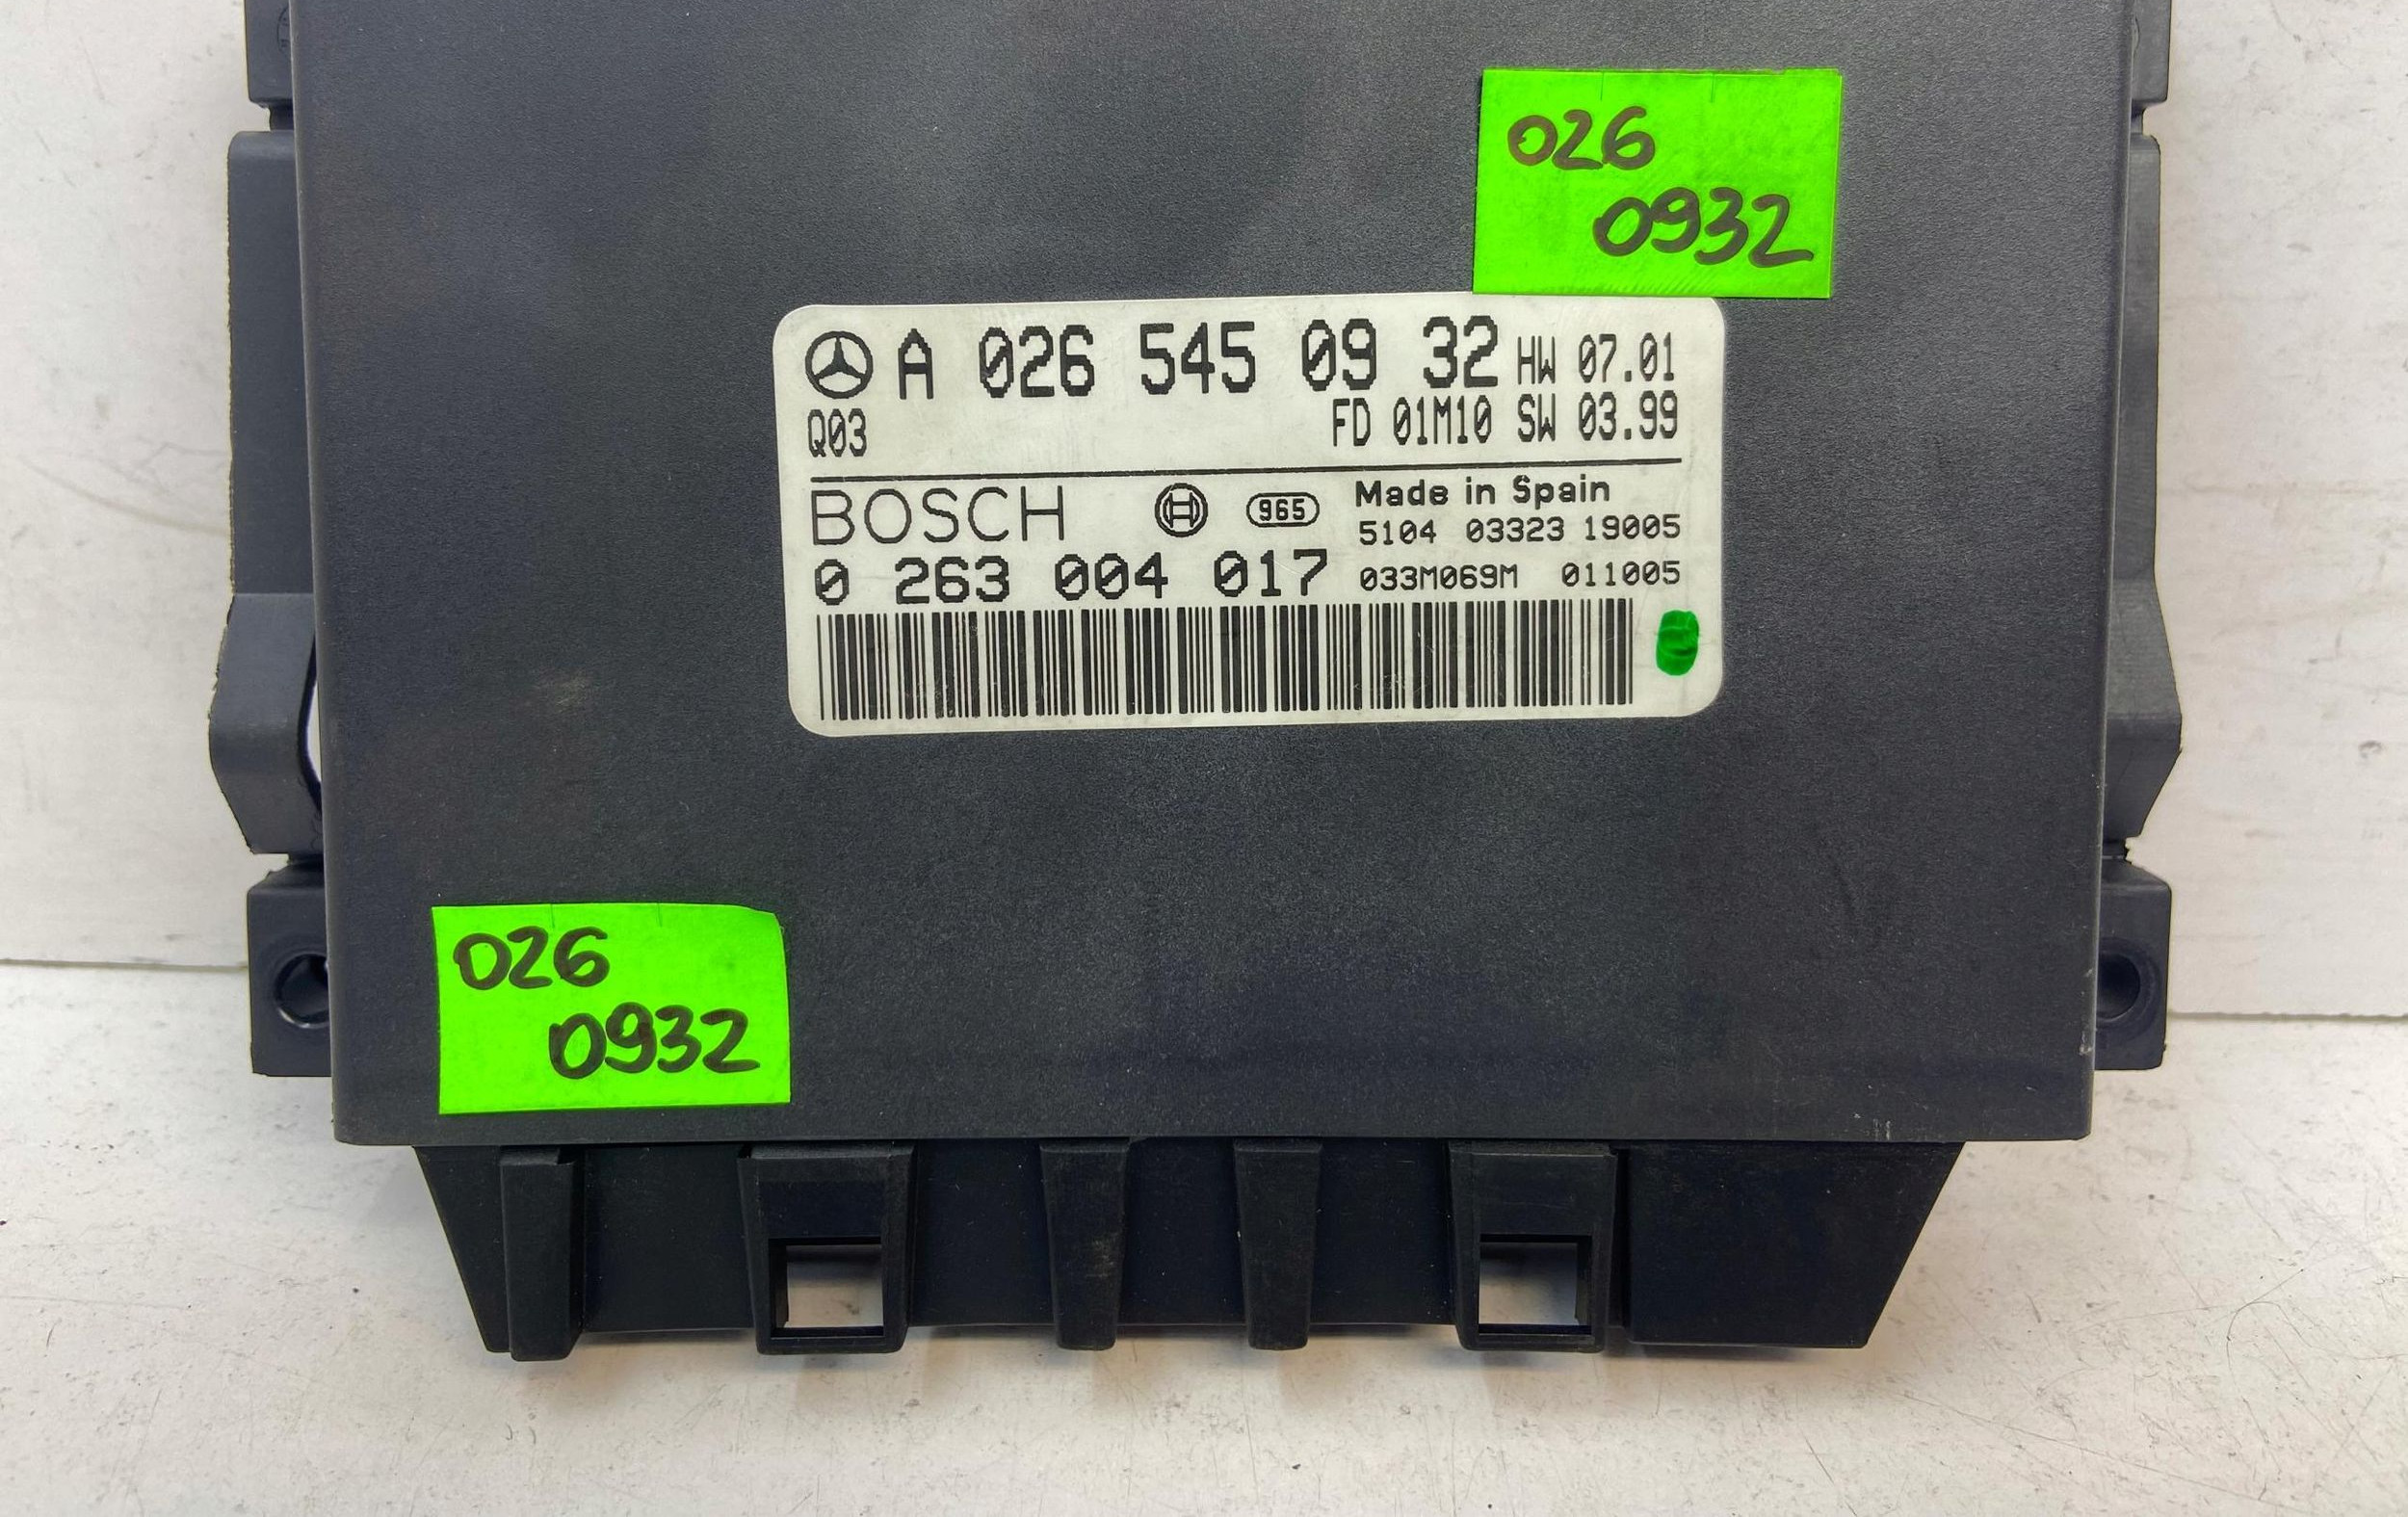 026
0932
A 026 545 09 32 HW 07.01
Q03 FD 01M10 SW 03.99
BOSCH 965 Made in Spain
5104 03323 19005
0 263 004 017 033M069M 011005
026
0932